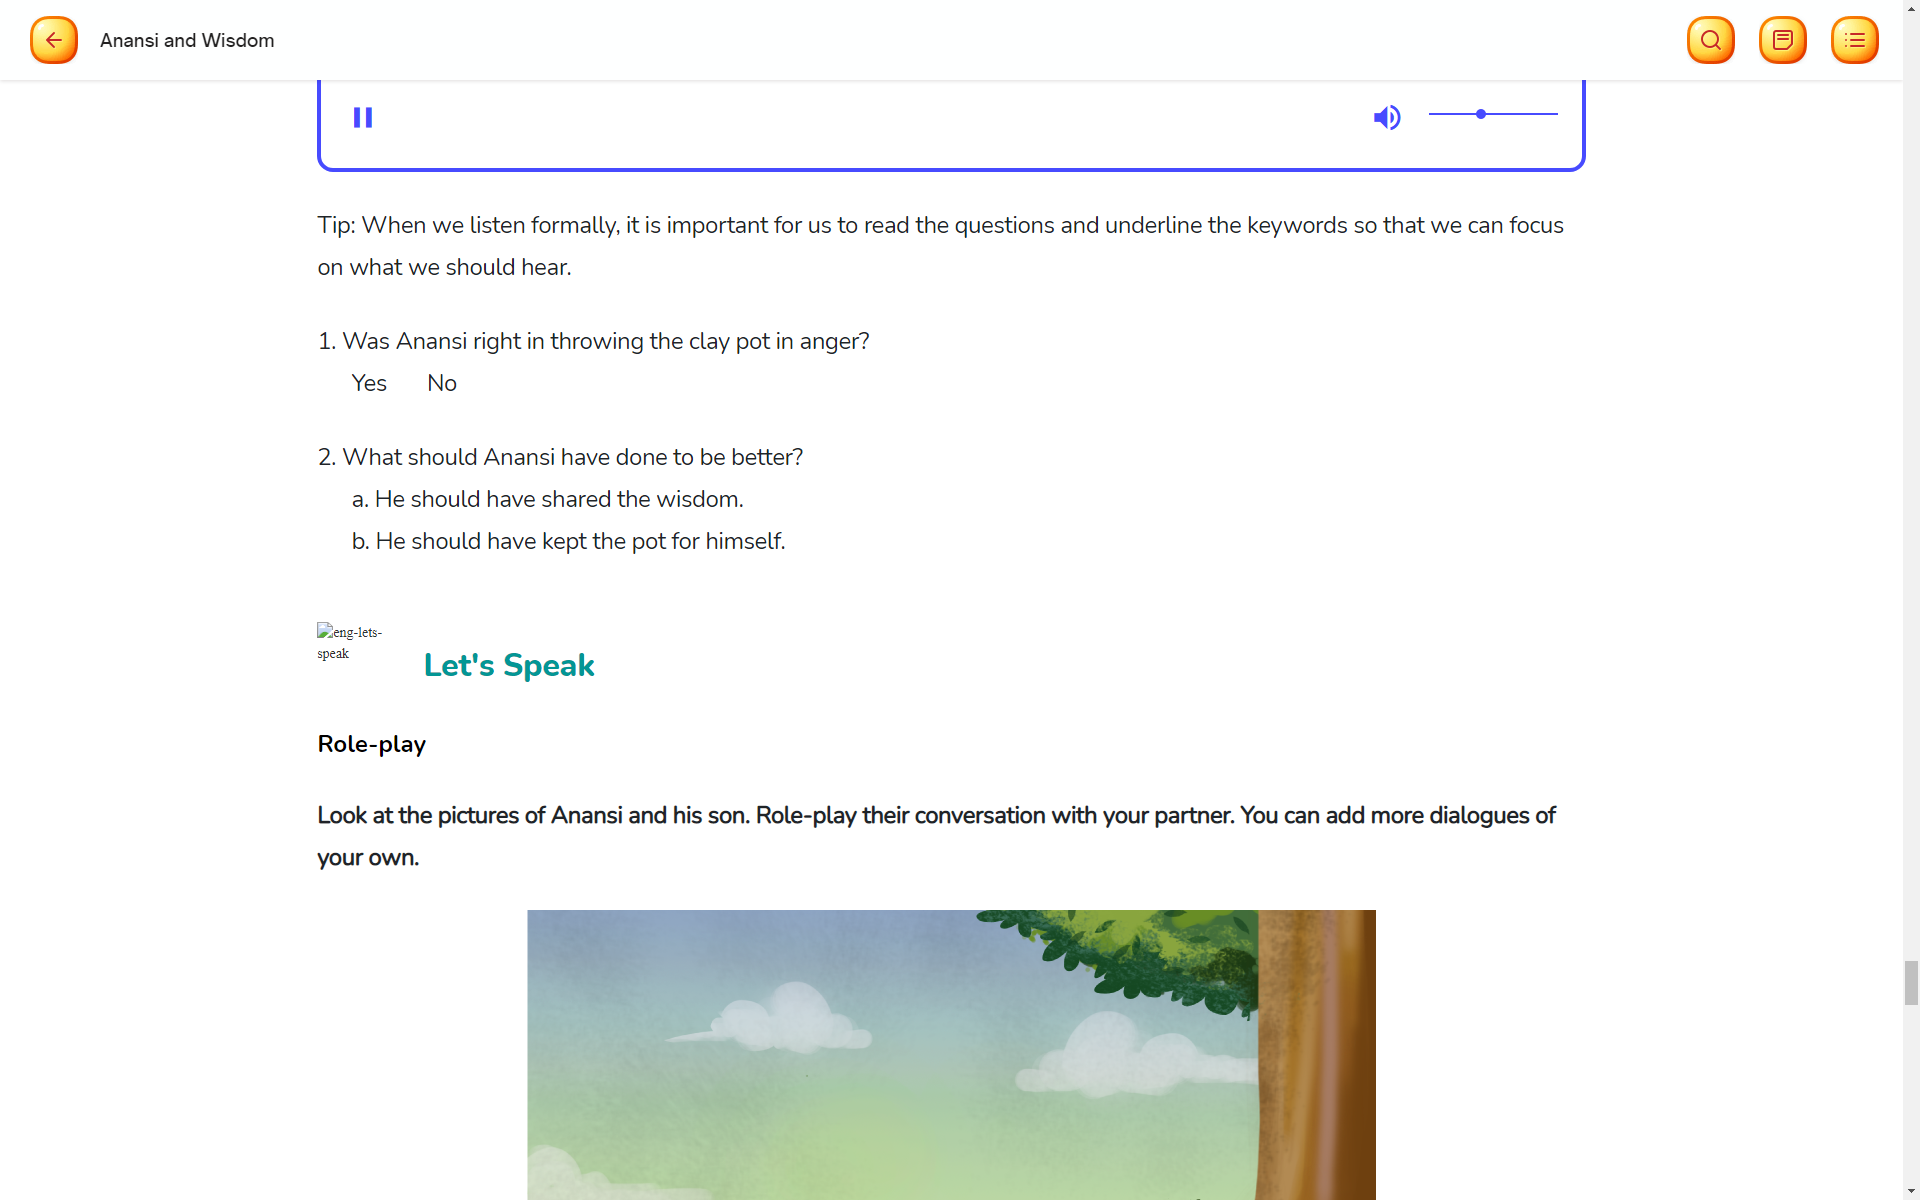 Anansi and Wisdom
Tip: When we listen formally, it is important for us to read the questions and underline the keywords so that we can focus
on what we should hear.
1. Was Anansi right in throwing the clay pot in anger?
Yes No
2. What should Anansi have done to be better?
a. He should have shared the wisdom.
b. He should have kept the pot for himself.
eng-lets-
speak
Let's Speak
Role-play
Look at the pictures of Anansi and his son. Role-play their conversation with your partner. You can add more dialogues of
your own.